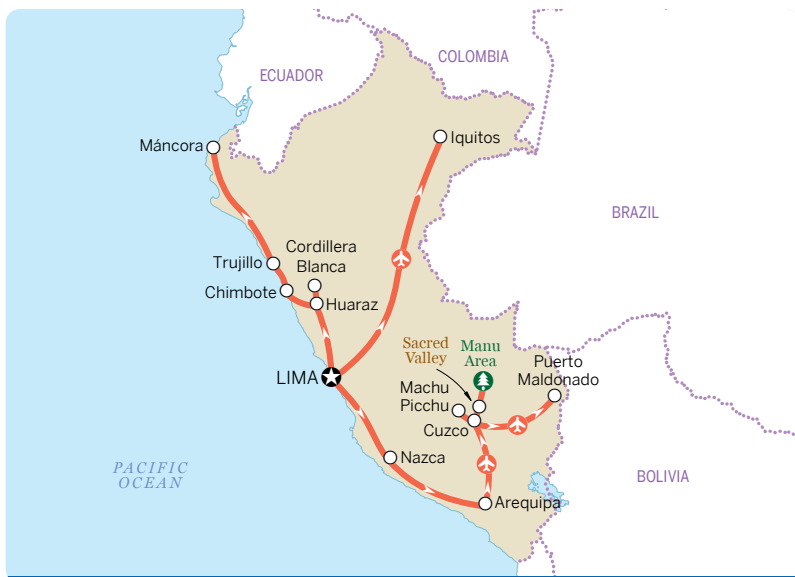 COLOMBIA
ECUADOR
Iquitos
Máncora
BRAZIL
Cordillera
Blanca
Trujillo
Chimbote
Huaraz
Sacred
Valley
Manu
Area
Puerto
Maldonado
LIMA
Machu
Picchu
Cuzco
Nazca
PACIFIC
OCEAN
BOLIVIA
Arequipa